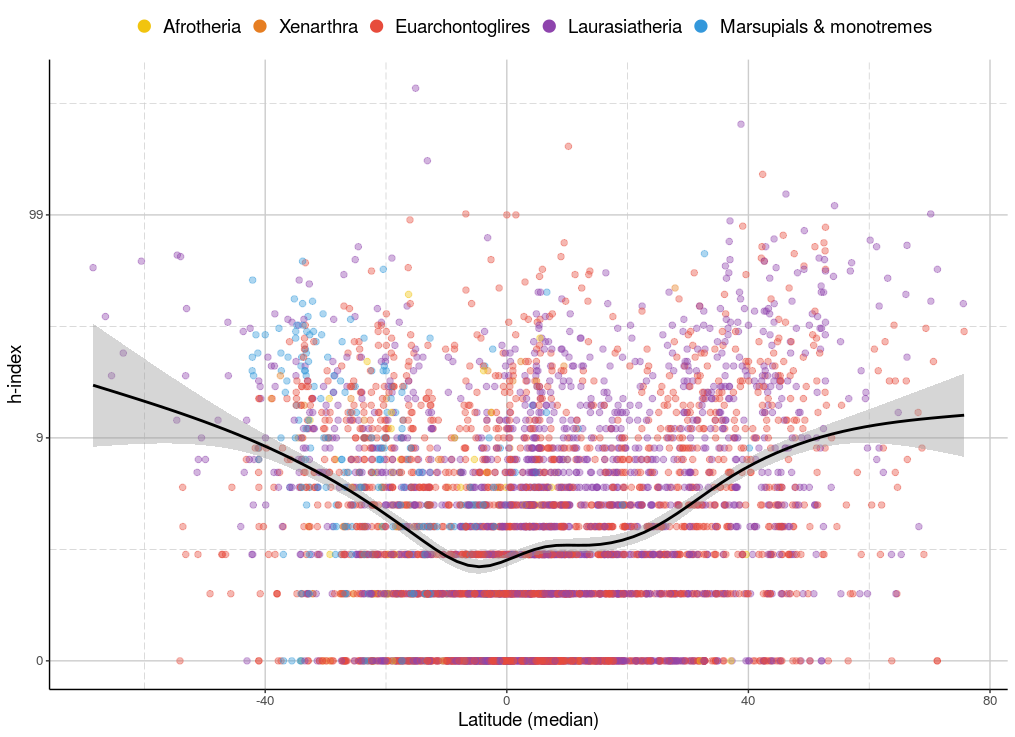 Afrotheria Xenarthra Euarchontoglires Laurasiatheria Marsupials & monotremes
99
9
0
h-index
-40 0 40 80
Latitude (median)